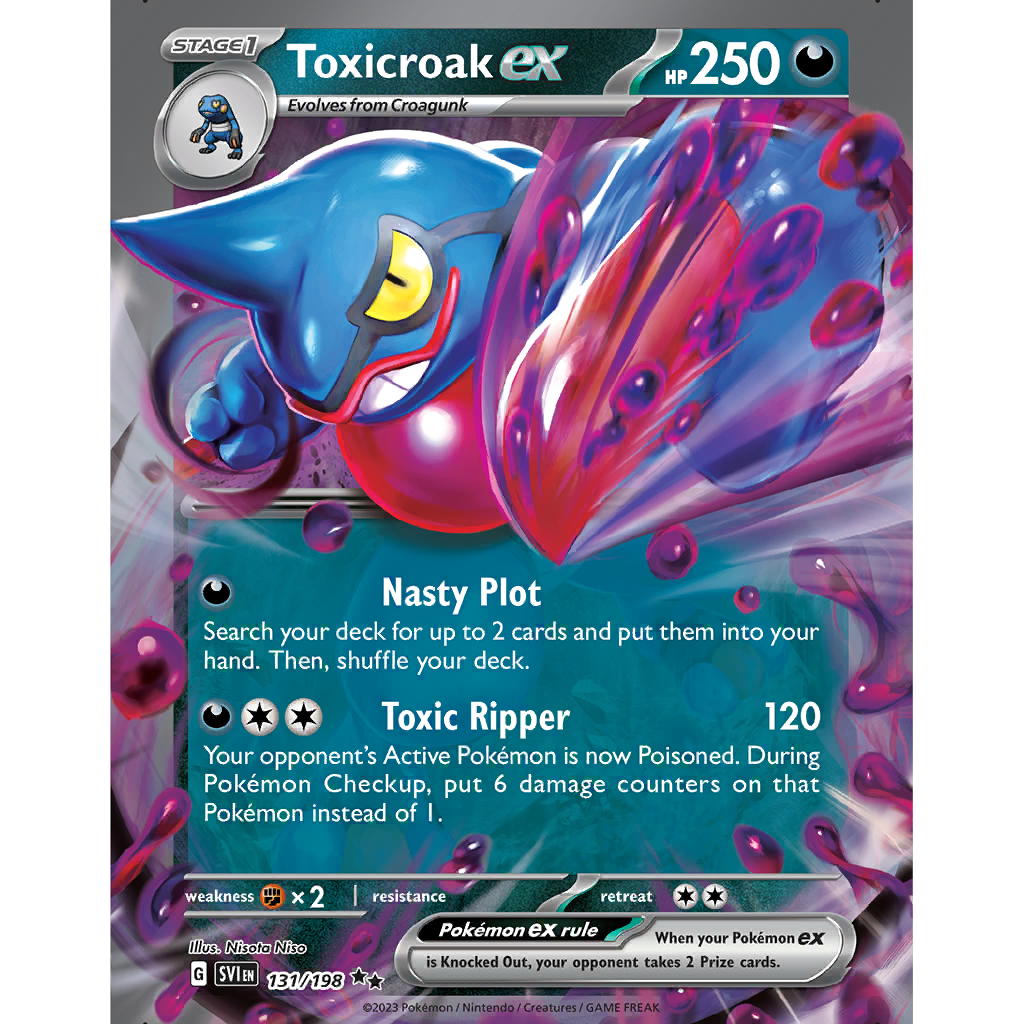 STAGE1
Toxicroak ex
HP 250
Evolves from Croagunk
Nasty Plot
Search your deck for up to 2 cards and put them into your
hand. Then, shuffle your deck.
Toxic Ripper 120
Your opponent's Active Pokémon is now Poisoned. During
Pokémon Checkup, put 6 damage counters on that
Pokémon instead of 1.
weakness ×2 resistance retreat
Pokémon ex rule When your Pokémon ex
is Knocked Out, your opponent takes 2 Prize cards.
Illus. Nisota Niso
G SVI EN 131/198
©2023 Pokémon / Nintendo / Creatures / GAME FREAK